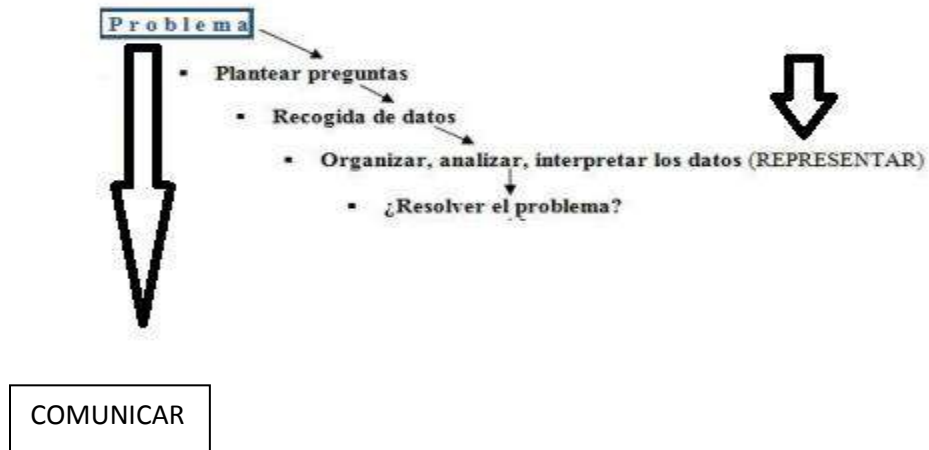 Problema
▪ Plantear preguntas
▪ Recogida de datos
▪ Organizar, analizar, interpretar los datos (REPRESENTAR)
▪ ¿Resolver el problema?
COMUNICAR